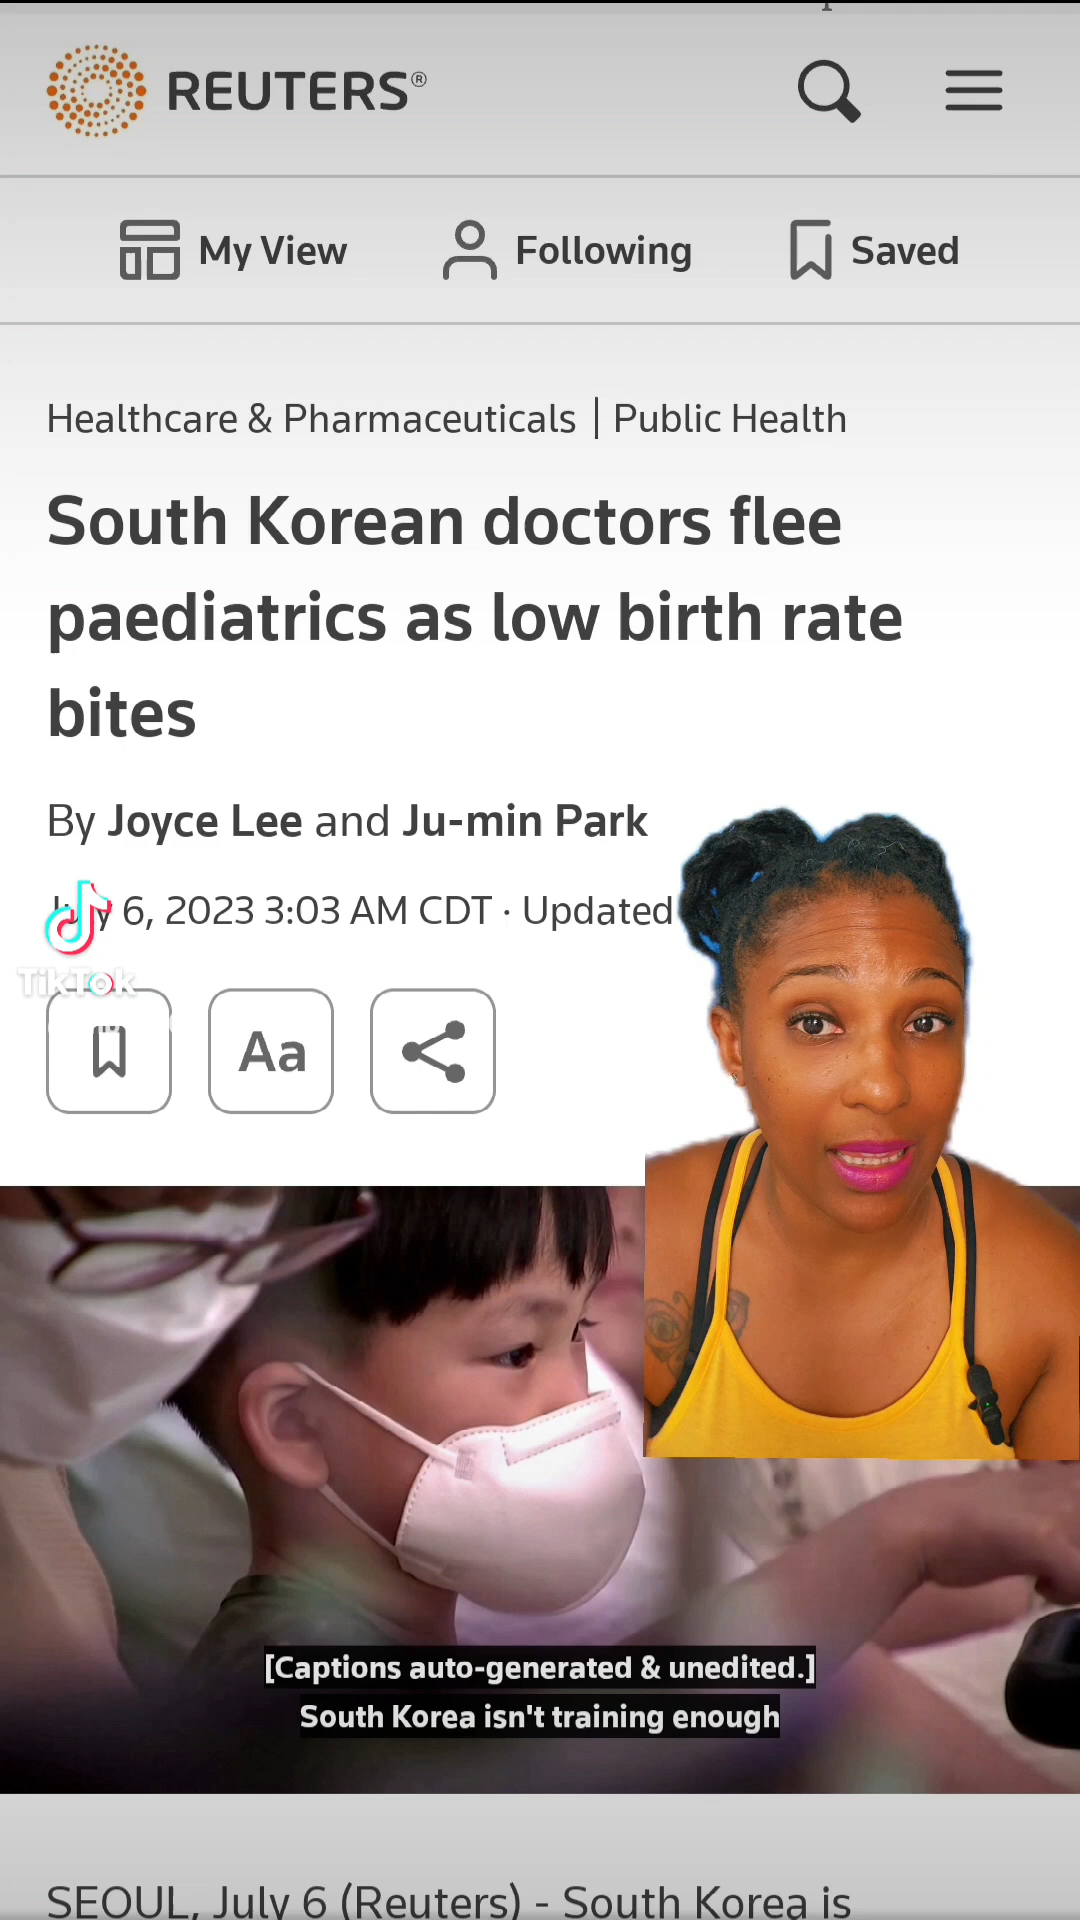 REUTERS®
My View Following Saved
Healthcare & Pharmaceuticals | Public Health
South Korean doctors flee
paediatrics as low birth rate
bites
By Joyce Lee and Ju-min Park
6, 2023 3:03 AM CDT · Updated
TikTok
Aa
[Captions auto-generated & unedited.]
South Korea isn't training enough
SEOUL, July 6 (Reuters) - South Korea is